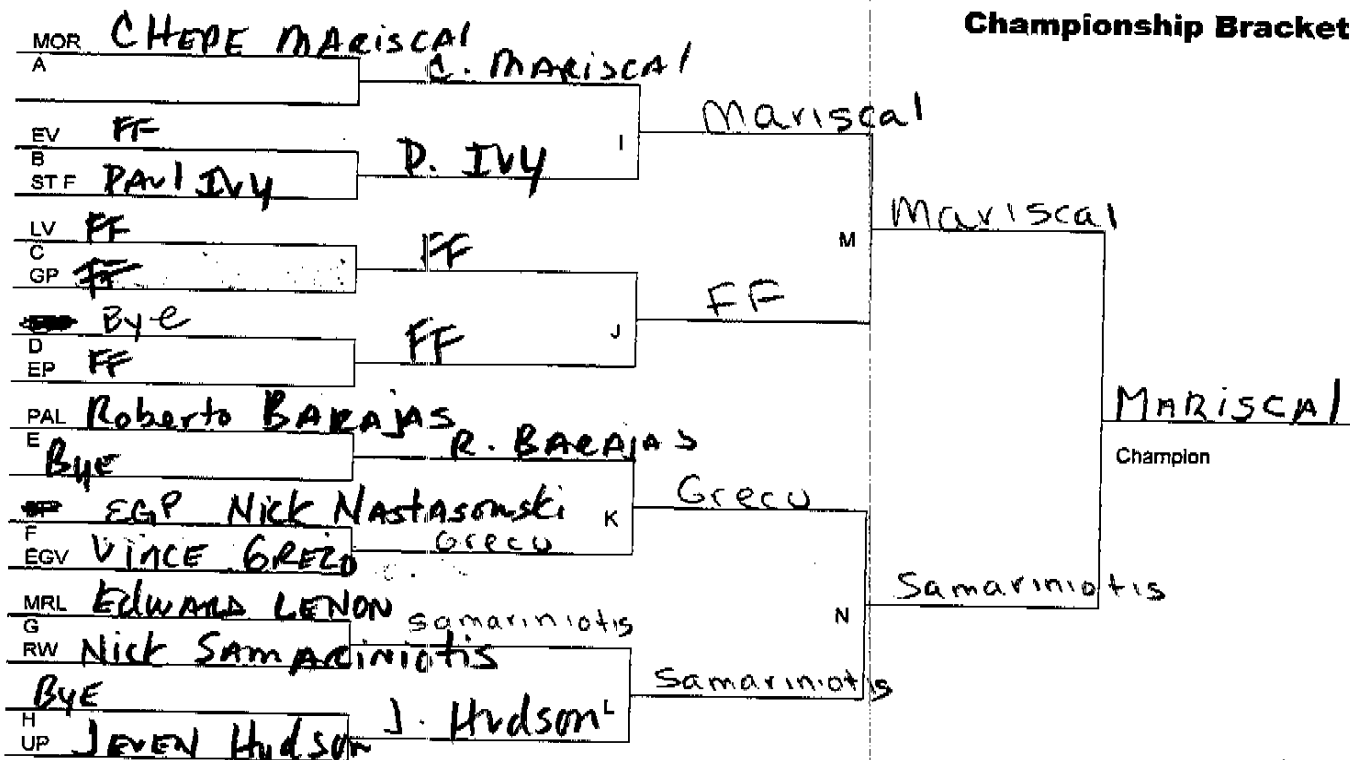 Championship Bracket
MOR CHEPE MARiSCAl
A
C. MARiSCAl
EV FF
B
ST F PAul IVY
P. IVY
I
Mariscal
LV FF
C
GP FF
FF
Bye
D
EP FF
FF
J
FF
M
Mariscal
PAL Roberto BARAJAS
E
ByE
R. BARAJAS
EGP Nick NAstAsomski
F
EGV VINCE GREZO
Grecu
K
Grecu
MRL EdWARd LENON
G
RW Nick SAmARiNiotis
samariniotis
ByE
H
UP JEVEN Hudson
J. Hudson
L
Samariniotis
N
Samariniotis
MARiSCAl
Champion